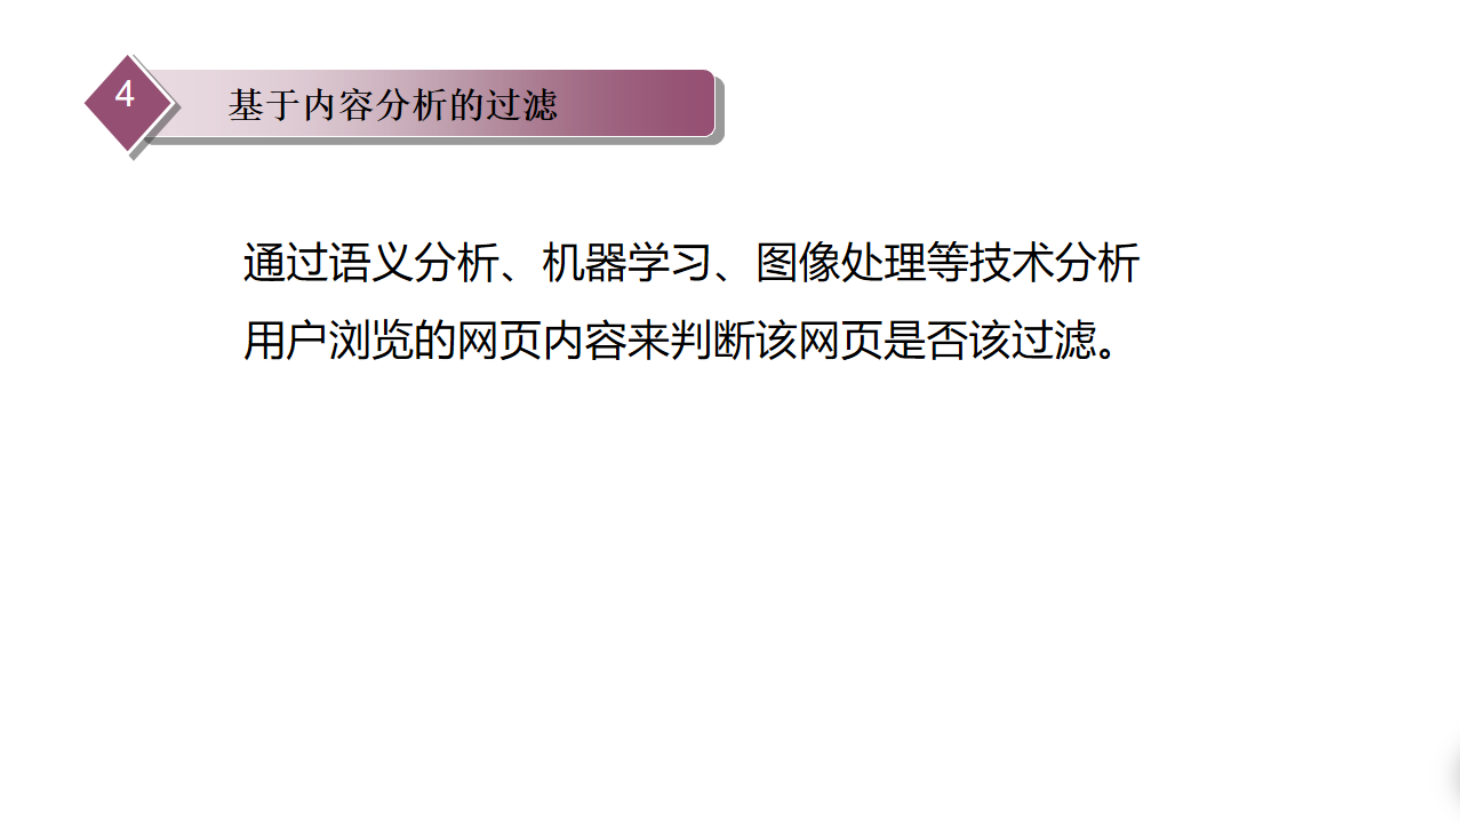 4
基于内容分析的过滤
通过语义分析、机器学习、图像处理等技术分析
用户浏览的网页内容来判断该网页是否该过滤。